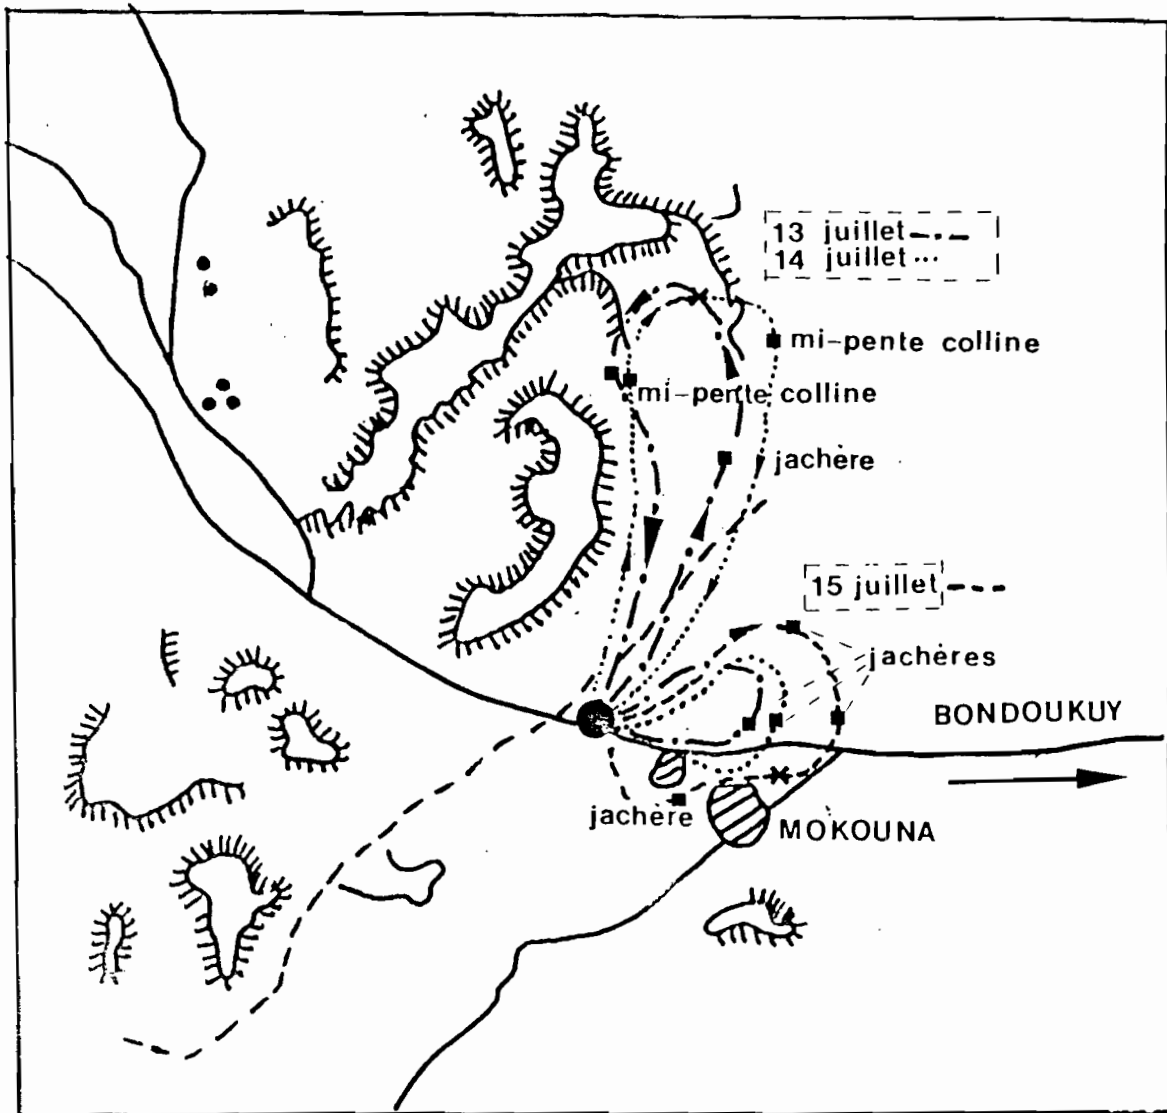 13 juillet
14 juillet
mi-pente colline
mi-pente colline
jachère
15 juillet
jachères
BONDOUKUY
jachère
MOKOUNA